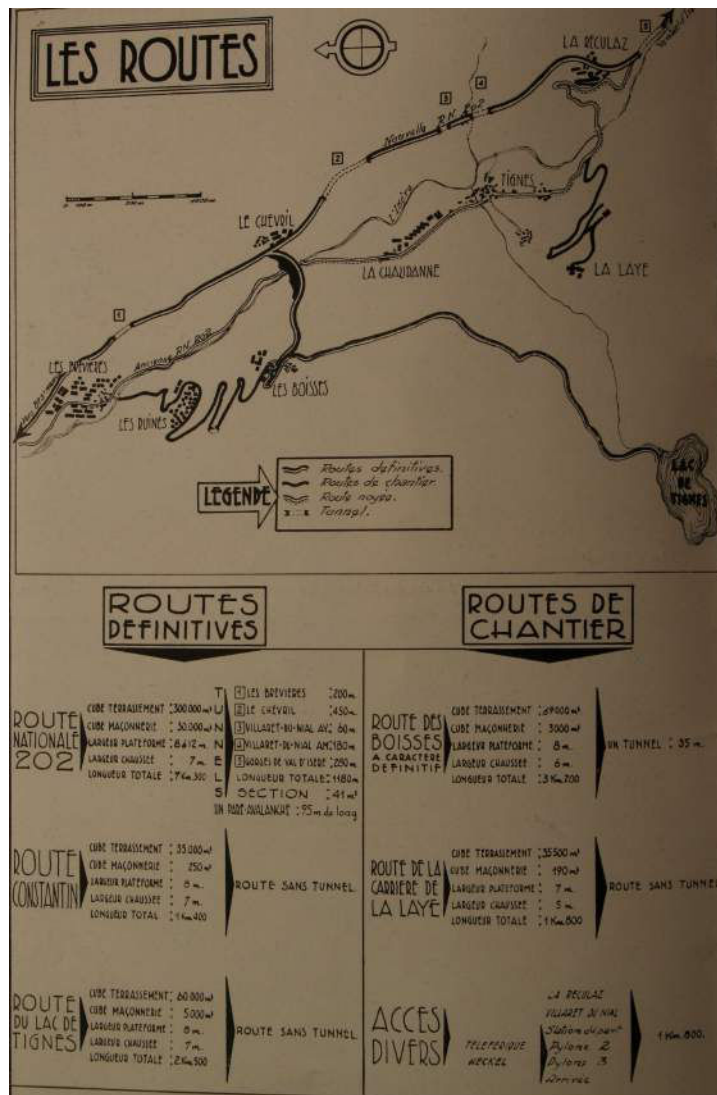 LES ROUTES
5
LA RECULAZ
4
3
Nouvelle R.N. 202
2
TIGNES
L'Isère
LE CHEVRIL
LA CHAUDANNE
LA LAYE
1
Ancienne R.N. 202
LES BRÉVIÈRES
LES RUINES
LES BOISSES
LAC
DE
TIGNES
LEGENDE
Routes definitives.
Routes de chantier
Route noyée.
Tunnel.
ROUTES
DEFINITIVES
ROUTE
NATIONALE
202
CUBE TERRASSEMENT : 300.000 m³
CUBE MAÇONNERIE : 30.000 m³
LARGEUR PLATEFORME : 8 à 12 m.
LARGEUR CHAUSSEE : 7 m.
LONGUEUR TOTALE : 7 Km 300
TUNNELS
1 LES BREVIERES : 200 m.
2 LE CHEVRIL : 450 m.
3 VILLARET-DU-NIAL AV. : 60 m.
4 VILLARET-DU-NIAL AM : 180 m.
5 GORGES DE VAL D'ISERE : 290 m.
LONGUEUR TOTALE : 1180 m.
SECTION : 41 m²
UN PARE-AVALANCHE : 95 m de long
ROUTE
CONSTANTIN
CUBE TERRASSEMENT : 35.000 m³
CUBE MAÇONNERIE : 250 m³
LARGEUR PLATEFORME : 8 m.
LARGEUR CHAUSSEE : 7 m.
LONGUEUR TOTAL : 1 Km 400
ROUTE SANS TUNNEL
ROUTE
DU LAC DE
TIGNES
CUBE TERRASSEMENT : 60.000 m³
CUBE MAÇONNERIE : 5000 m³
LARGEUR PLATEFORME : 8 m.
LARGEUR CHAUSSEE : 7 m.
LONGUEUR TOTALE : 2 Km 500
ROUTE SANS TUNNEL
ROUTES DE
CHANTIER
ROUTE DES
BOISSES
A CARACTERE
DEFINITIF
CUBE TERRASSEMENT : 69000 m³
CUBE MAÇONNERIE : 3000 m³
LARGEUR PLATEFORME : 8 m.
LARGEUR CHAUSSEE : 6 m.
LONGUEUR TOTALE : 3 Km. 200
UN TUNNEL : 35 m.
ROUTE DE LA
CARRIERE DE
LA LAYE
CUBE TERRASSEMENT : 35500 m³
CUBE MAÇONNERIE : 190 m³
LARGEUR PLATEFORME : 7 m.
LARGEUR CHAUSSEE : 5 m.
LONGUEUR TOTALE : 1 Km. 800
ROUTE SANS TUNNEL
ACCES
DIVERS
TELEFERIQUE
HECKEL
LA RECULAZ
VILLARET DU NIAL
Station départ
Pylone 2
Pylone 3
Arrivée
1 Km. 800.